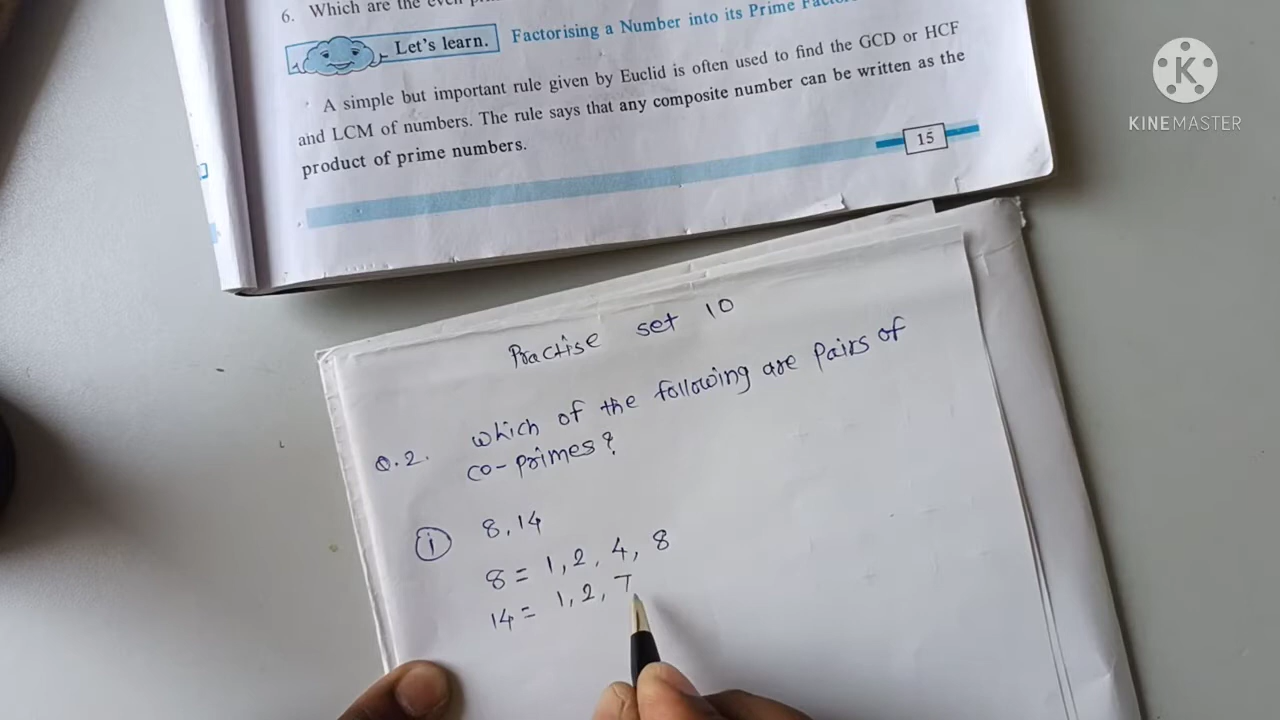 6. Which are the even
Let's learn. Factorising a Number into its Prime
A simple but important rule given by Euclid is often used to find the GCD or HCF
and LCM of numbers. The rule says that any composite number can be written as the
product of prime numbers.
15
K
KINEMASTER
Practise set 10
Q.2. which of the following are pairs of
co-primes?
i 8,14
8 = 1,2,4,8
14 = 1,2,7